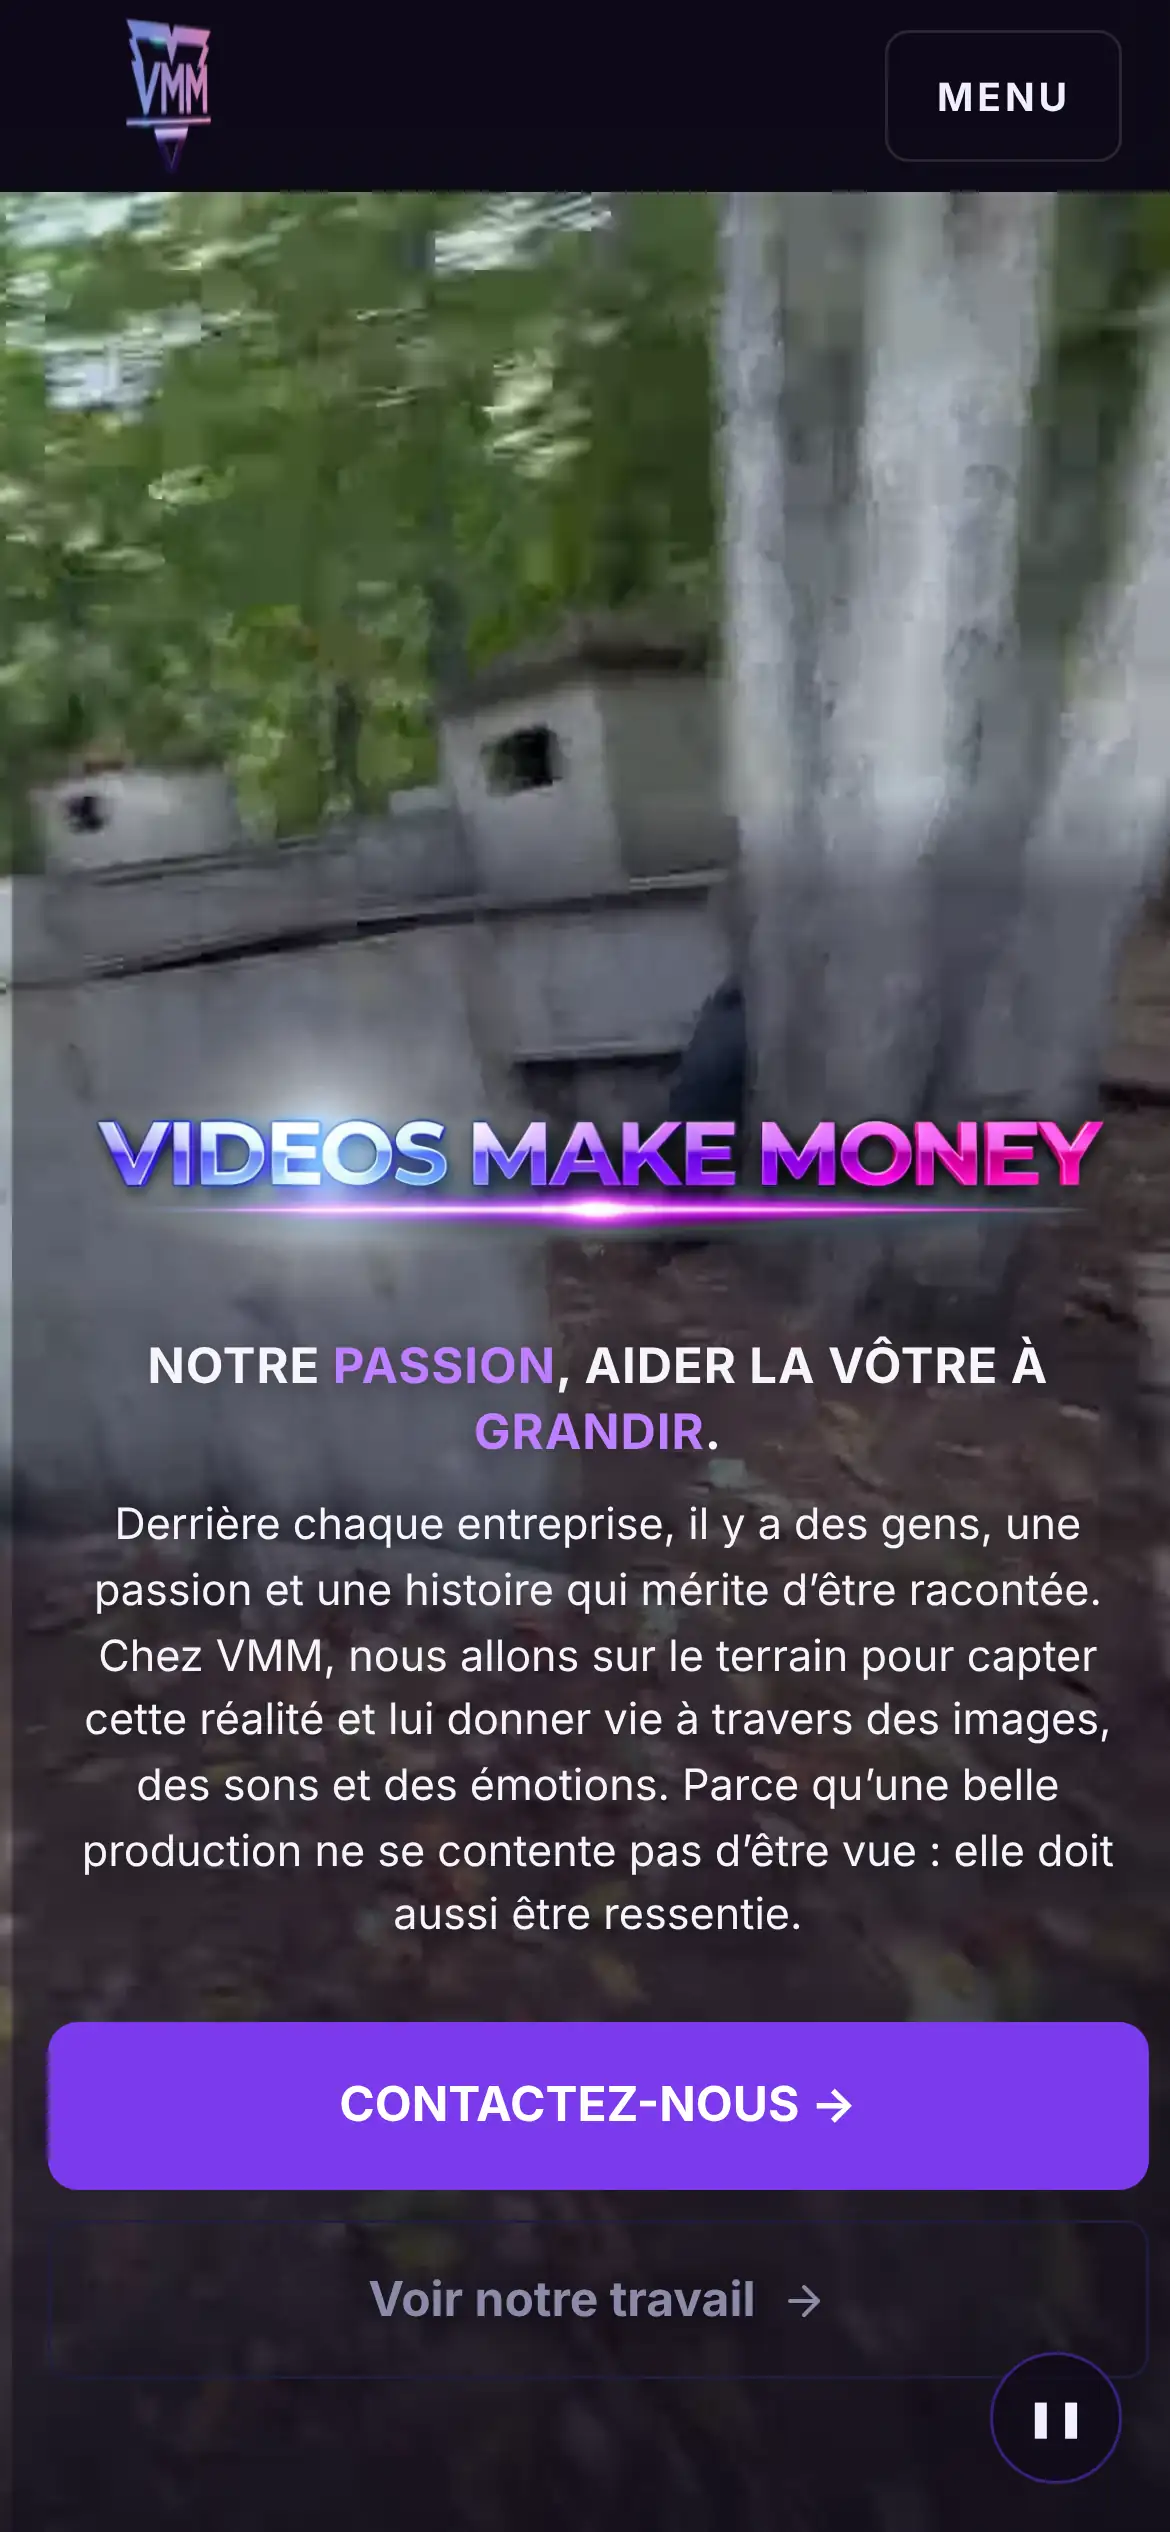 VMM
MENU
VIDEOS MAKE MONEY
NOTRE PASSION, AIDER LA VÔTRE À
GRANDIR.
Derrière chaque entreprise, il y a des gens, une
passion et une histoire qui mérite d’être racontée.
Chez VMM, nous allons sur le terrain pour capter
cette réalité et lui donner vie à travers des images,
des sons et des émotions. Parce qu’une belle
production ne se contente pas d’être vue : elle doit
aussi être ressentie.
CONTACTEZ-NOUS →
Voir notre travail →